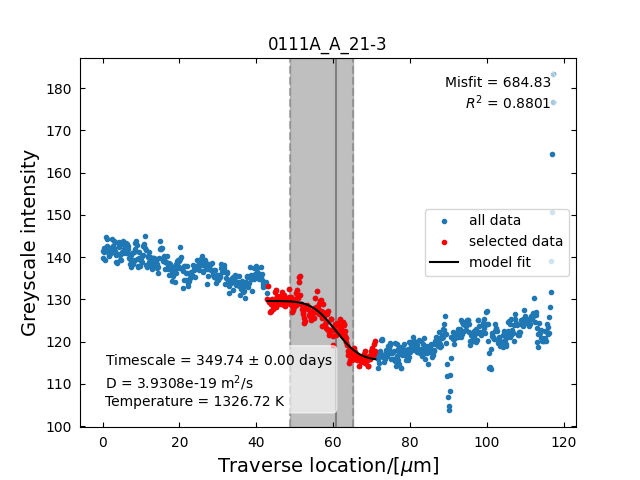 0111A_A_21-3
Misfit = 684.83
R² = 0.8801
Greyscale intensity
180
170
160
150
140
130
120
110
100
all data
selected data
model fit
Timescale = 349.74 ± 0.00 days
D = 3.9308e-19 m²/s
Temperature = 1326.72 K
0 20 40 60 80 100 120
Traverse location/[μm]